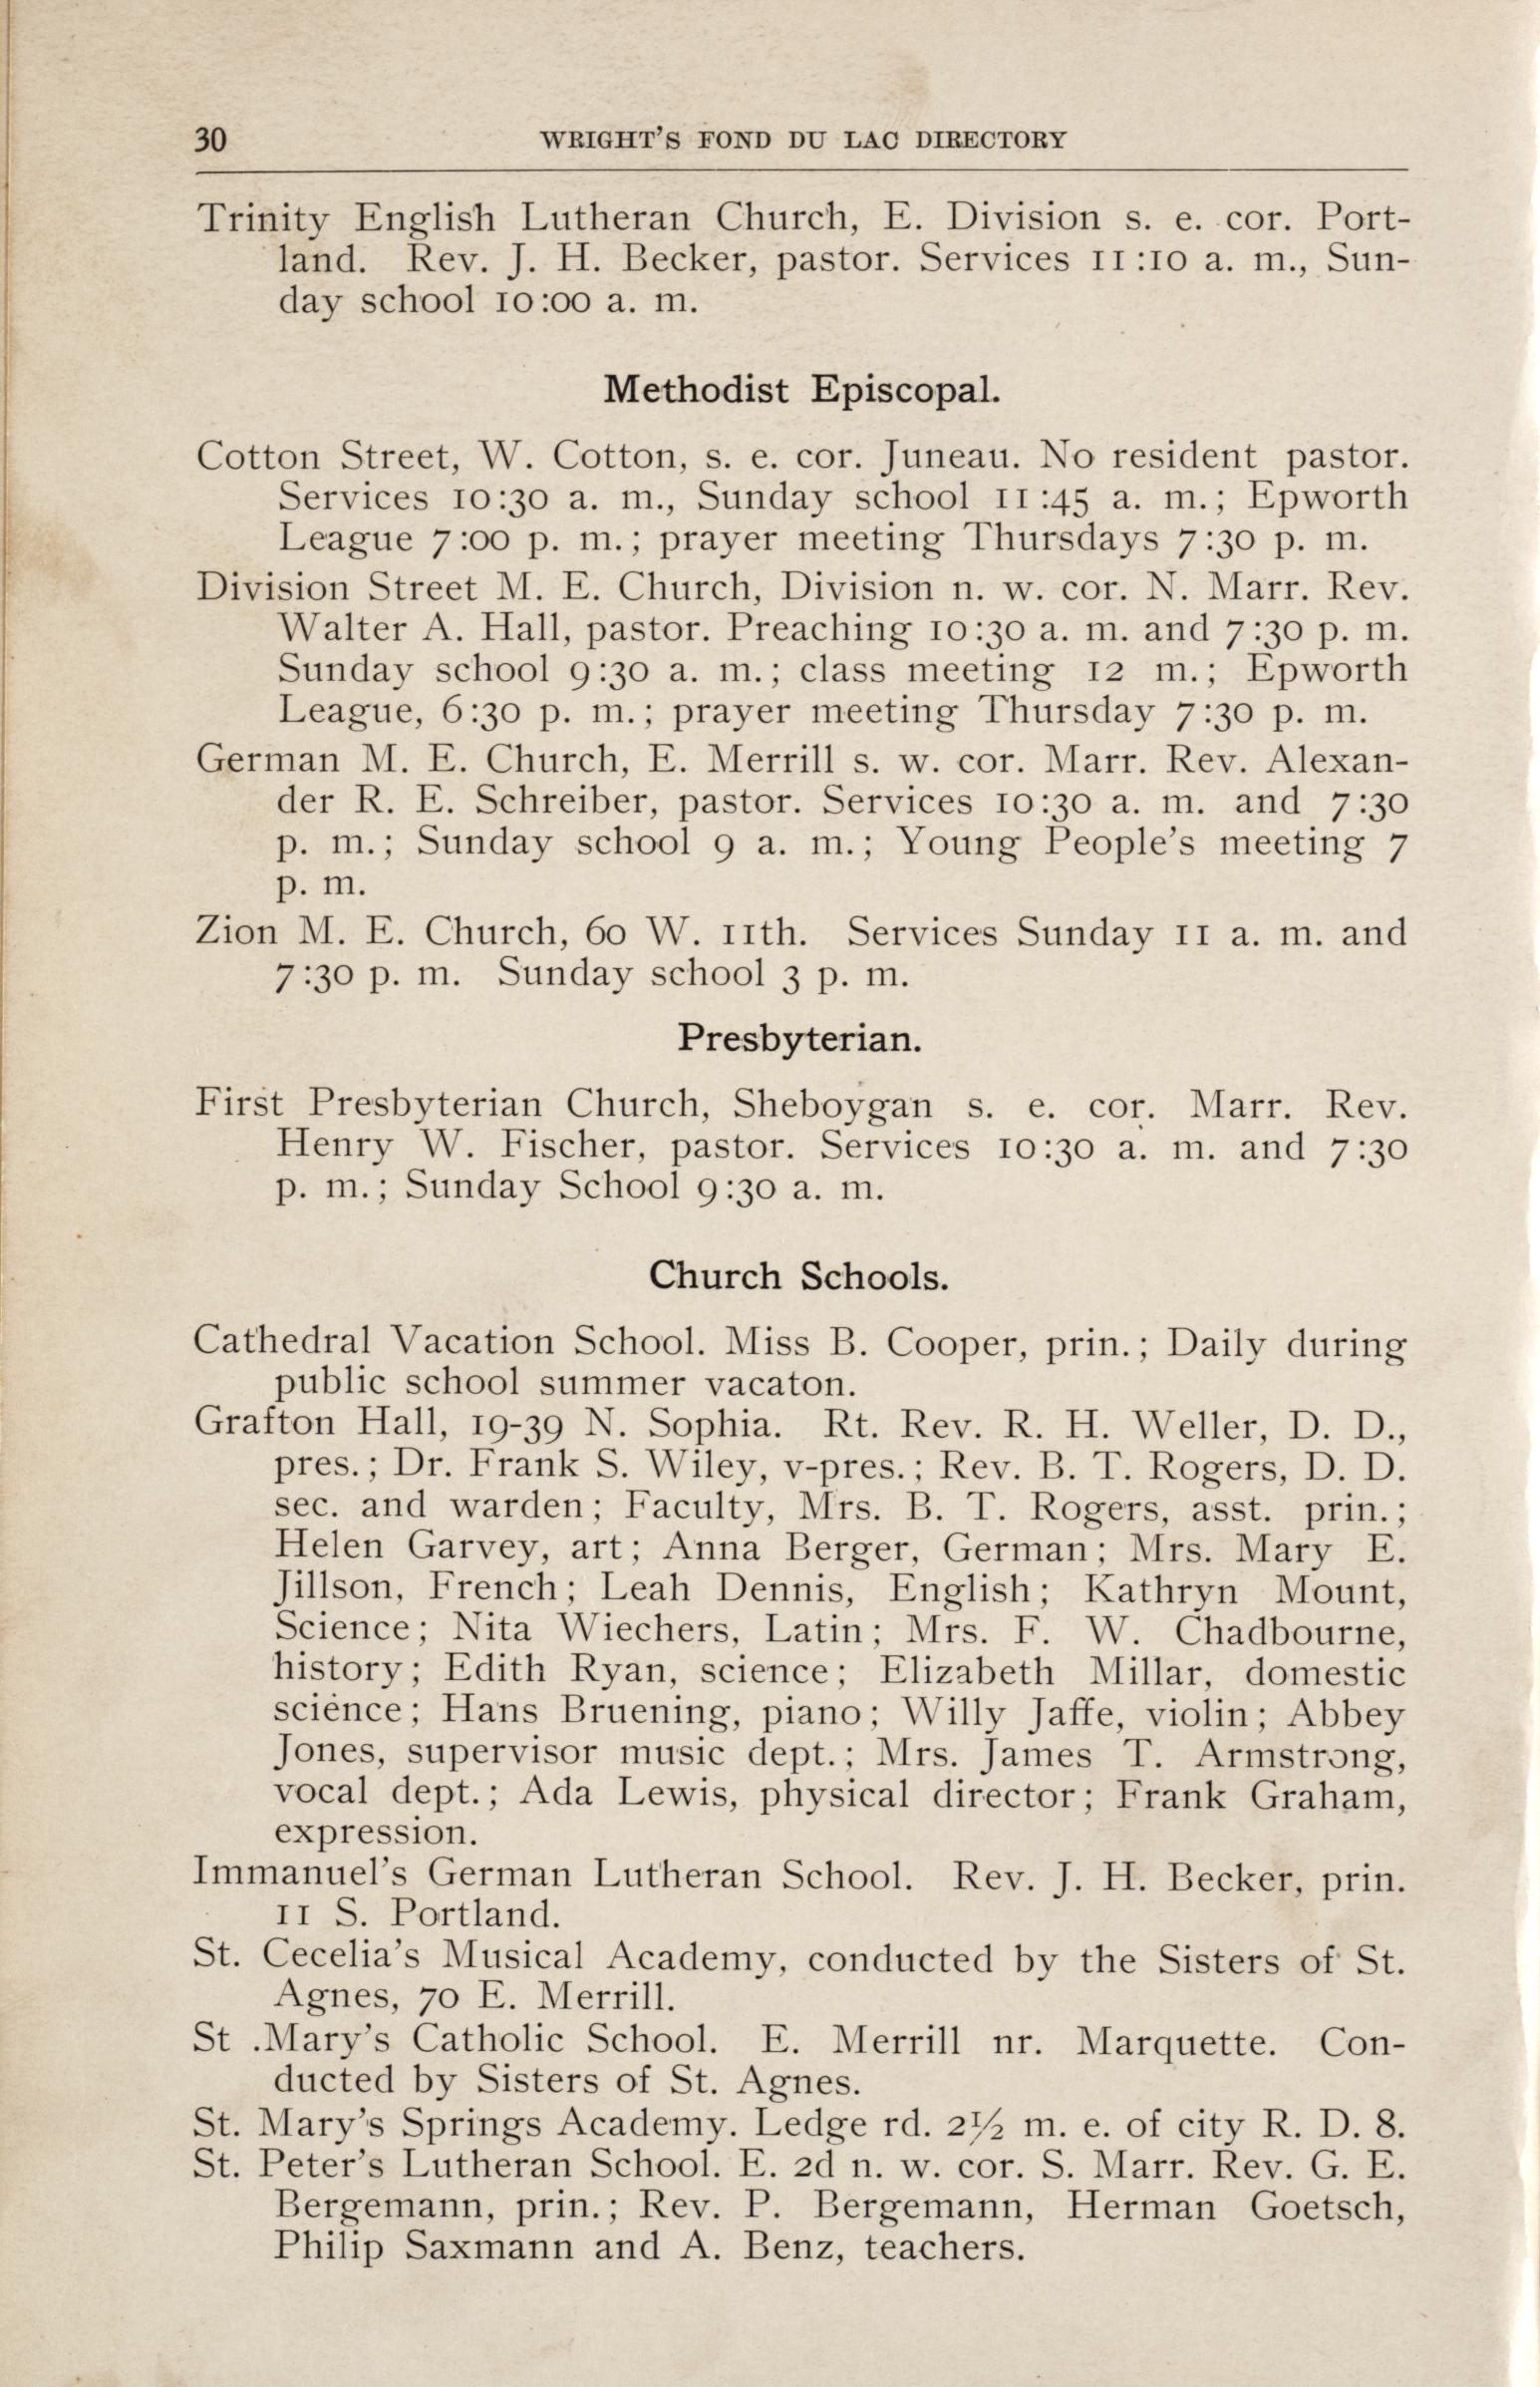 30
WRIGHT'S FOND DU LAC DIRECTORY
Trinity English Lutheran Church, E. Division s. e. cor. Port-
land. Rev. J. H. Becker, pastor. Services 11:10 a. m., Sun-
day school 10:00 a. m.
Methodist Episcopal.
Cotton Street, W. Cotton, s. e. cor. Juneau. No resident pastor.
Services 10:30 a. m., Sunday school 11:45 a. m.; Epworth
League 7:00 p. m.; prayer meeting Thursdays 7:30 p. m.
Division Street M. E. Church, Division n. w. cor. N. Marr. Rev.
Walter A. Hall, pastor. Preaching 10:30 a. m. and 7:30 p. m.
Sunday school 9:30 a. m.; class meeting 12 m.; Epworth
League, 6:30 p. m.; prayer meeting Thursday 7:30 p. m.
German M. E. Church, E. Merrill s. w. cor. Marr. Rev. Alexan-
der R. E. Schreiber, pastor. Services 10:30 a. m. and 7:30
p. m.; Sunday school 9 a. m.; Young People's meeting 7
p. m.
Zion M. E. Church, 60 W. 11th. Services Sunday 11 a. m. and
7:30 p. m. Sunday school 3 p. m.
Presbyterian.
First Presbyterian Church, Sheboygan s. e. cor. Marr. Rev.
Henry W. Fischer, pastor. Services 10:30 a. m. and 7:30
p. m.; Sunday School 9:30 a. m.
Church Schools.
Cathedral Vacation School. Miss B. Cooper, prin.; Daily during
public school summer vacaton.
Grafton Hall, 19-39 N. Sophia. Rt. Rev. R. H. Weller, D. D.,
pres.; Dr. Frank S. Wiley, v-pres.; Rev. B. T. Rogers, D. D.
sec. and warden; Faculty, Mrs. B. T. Rogers, asst. prin.;
Helen Garvey, art; Anna Berger, German; Mrs. Mary E.
Jillson, French; Leah Dennis, English; Kathryn Mount,
Science; Nita Wiechers, Latin; Mrs. F. W. Chadbourne,
history; Edith Ryan, science; Elizabeth Millar, domestic
science; Hans Bruening, piano; Willy Jaffe, violin; Abbey
Jones, supervisor music dept.; Mrs. James T. Armstrong,
vocal dept.; Ada Lewis, physical director; Frank Graham,
expression.
Immanuel's German Lutheran School. Rev. J. H. Becker, prin.
11 S. Portland.
St. Cecelia's Musical Academy, conducted by the Sisters of St.
Agnes, 70 E. Merrill.
St .Mary's Catholic School. E. Merrill nr. Marquette. Con-
ducted by Sisters of St. Agnes.
St. Mary's Springs Academy. Ledge rd. 2½ m. e. of city R. D. 8.
St. Peter's Lutheran School. E. 2d n. w. cor. S. Marr. Rev. G. E.
Bergemann, prin.; Rev. P. Bergemann, Herman Goetsch,
Philip Saxmann and A. Benz, teachers.